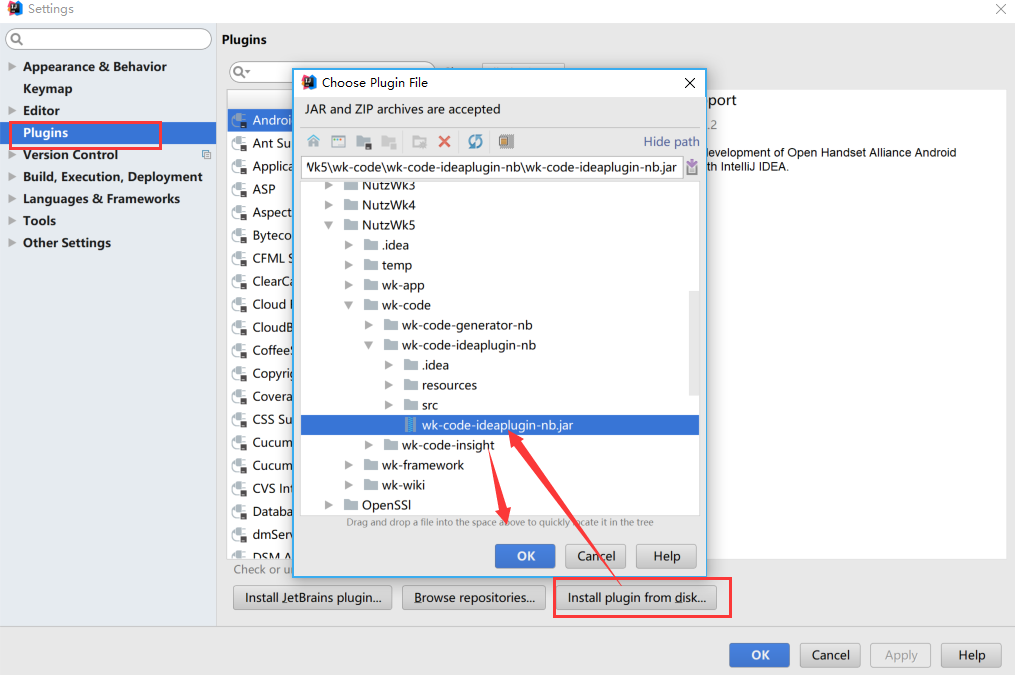 Settings
Appearance & Behavior
Keymap
Editor
Plugins
Version Control
Build, Execution, Deployment
Languages & Frameworks
Tools
Other Settings
Plugins
Ant Su
Applica
ASP
Aspect
Byteco
CFML S
ClearCa
Cloud
CloudB
CoffeeS
Copyri
Covera
CSS Su
Cucum
Cucum
CVS Int
Databa
dmServ
DSM A
Check or u
port
.2
evelopment of Open Handset Alliance Android
th IntelliJ IDEA.
Choose Plugin File
JAR and ZIP archives are accepted
Hide path
Wk5\wk-code\wk-code-ideaplugin-nb\wk-code-ideaplugin-nb.jar
NutzWk3
NutzWk4
NutzWk5
.idea
temp
wk-app
wk-code
wk-code-generator-nb
wk-code-ideaplugin-nb
.idea
resources
src
wk-code-ideaplugin-nb.jar
wk-code-insight
wk-framework
wk-wiki
OpenSSl
Drag and drop a file into the space above to quickly locate it in the tree
OK Cancel Help
Install JetBrains plugin... Browse repositories... Install plugin from disk...
OK Cancel Apply Help